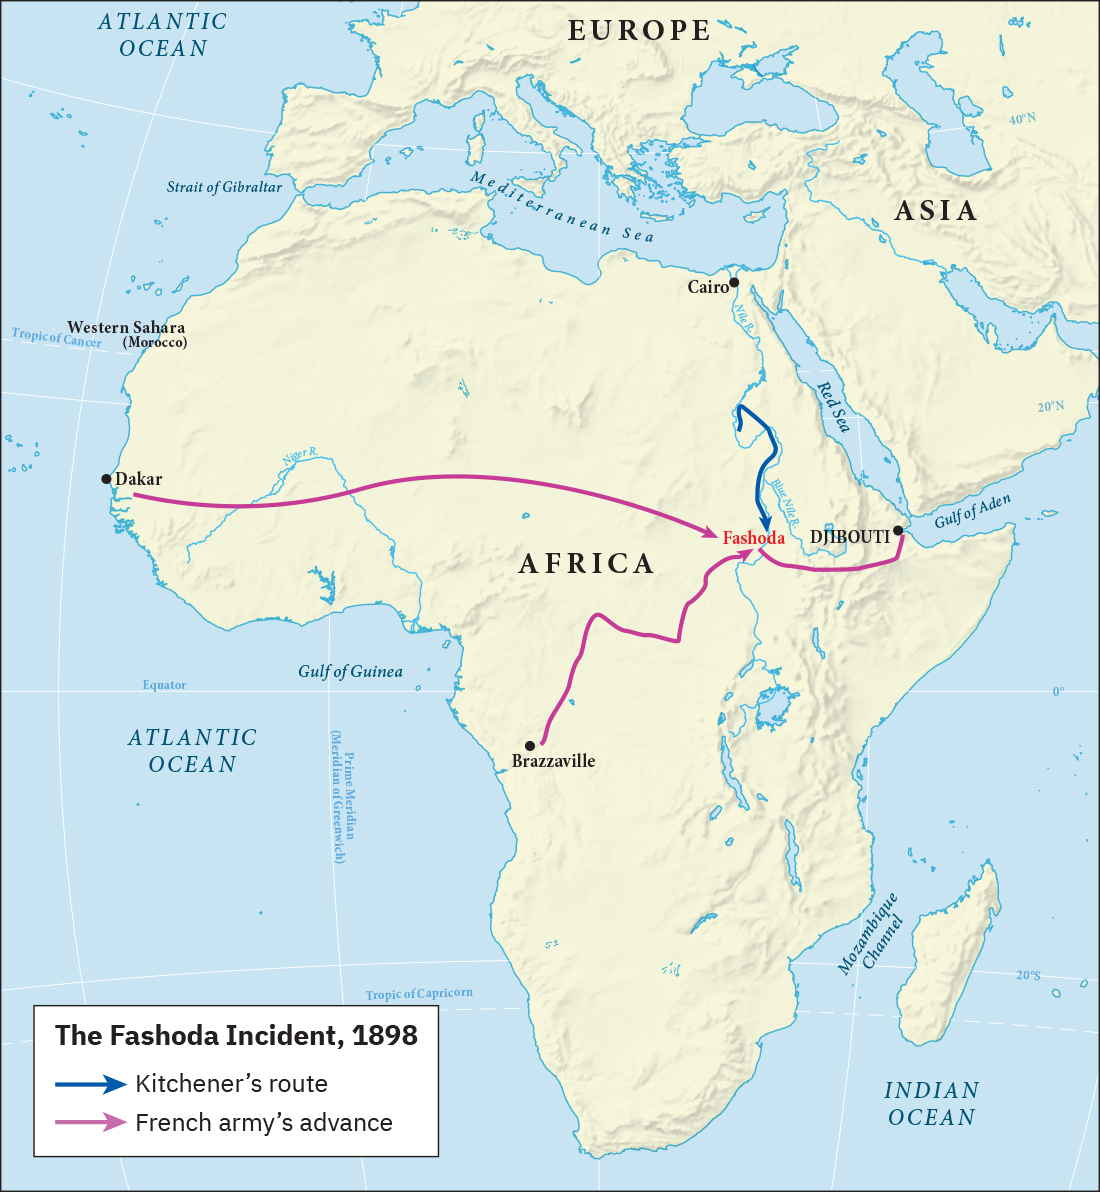 ATLANTIC
OCEAN
EUROPE
40°N
Strait of Gibraltar
Mediterranean Sea
ASIA
Cairo
Nile R.
Western Sahara
(Morocco)
Tropic of Cancer
Red Sea
20°N
Niger R.
Dakar
Blue Nile R.
Gulf of Aden
Fashoda
DJIBOUTI
AFRICA
Gulf of Guinea
Equator
0°
ATLANTIC
OCEAN
Prime Meridian
(Meridian of Greenwich)
Brazzaville
Mozambique
Channel
20°S
Tropic of Capricorn
The Fashoda Incident, 1898
Kitchener’s route
French army’s advance
INDIAN
OCEAN